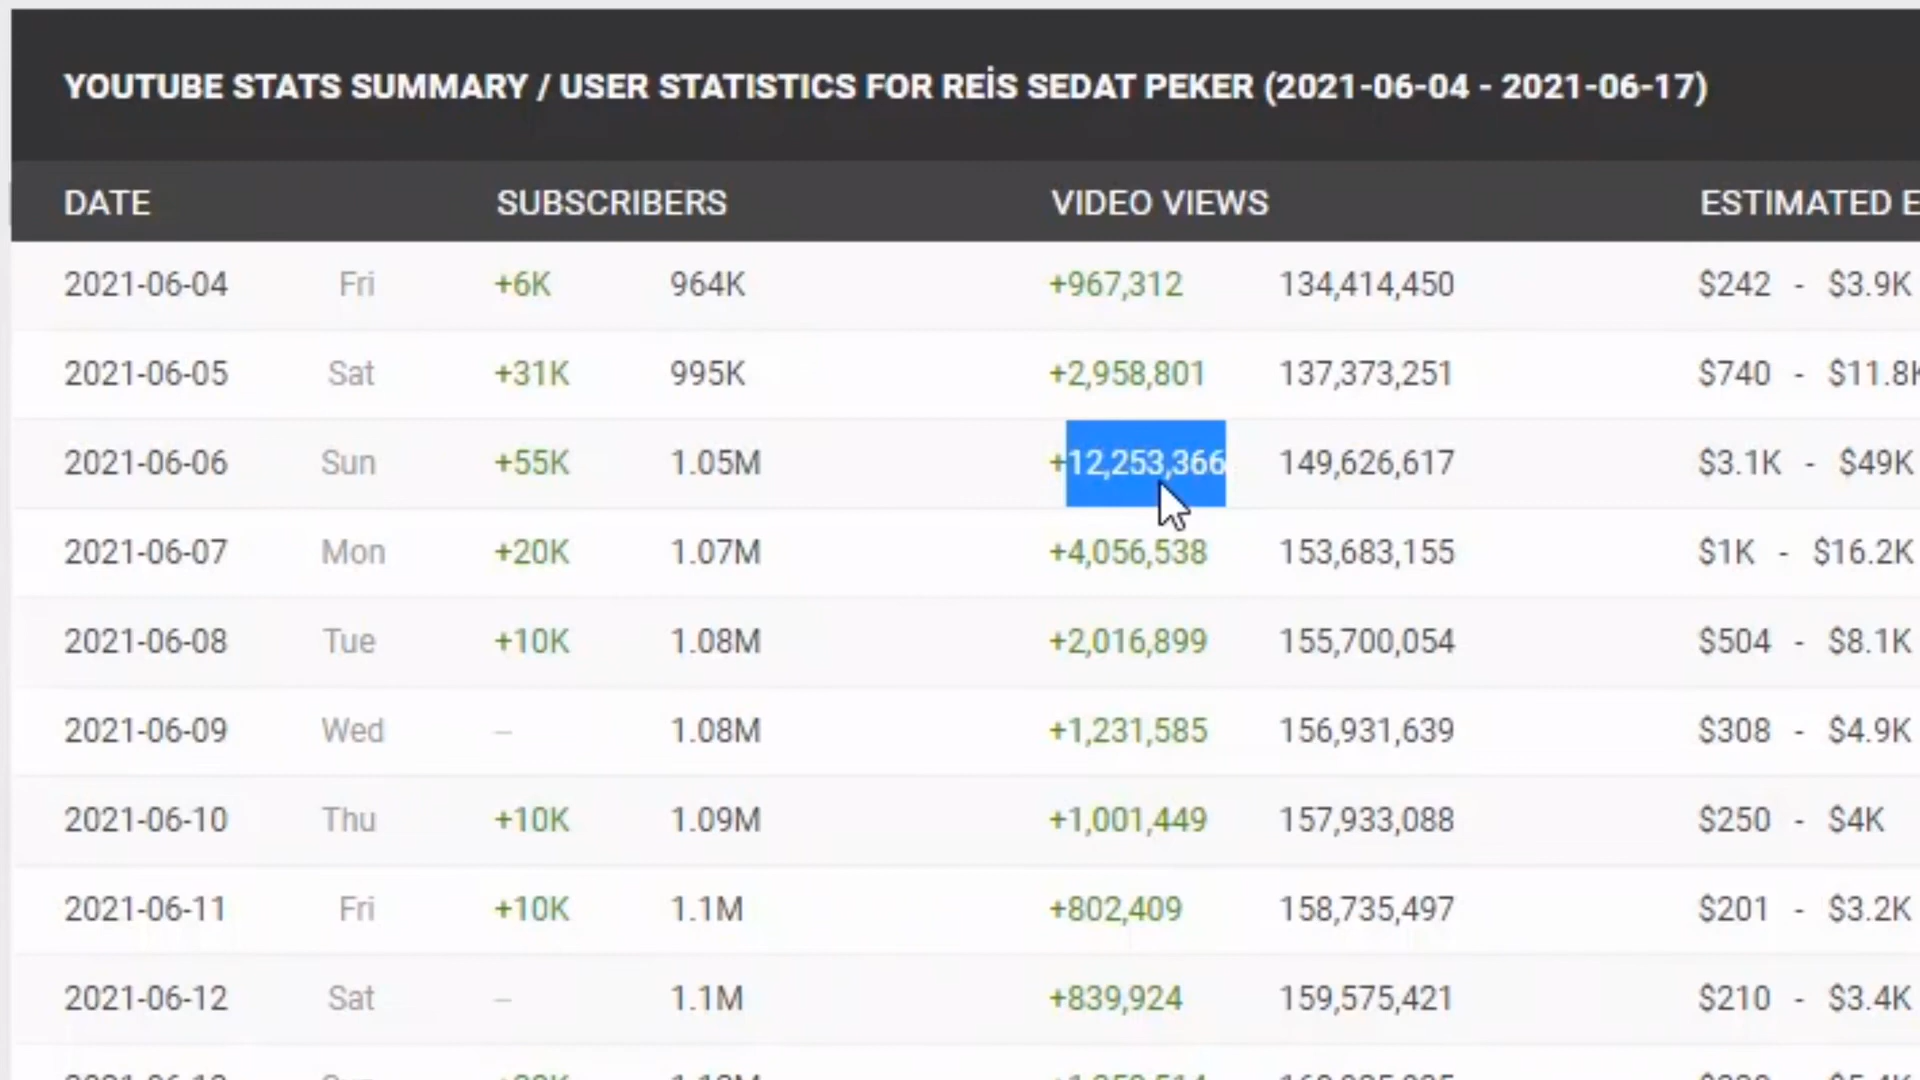 YOUTUBE STATS SUMMARY / USER STATISTICS FOR REİS SEDAT PEKER (2021-06-04 - 2021-06-17)
DATE SUBSCRIBERS VIDEO VIEWS ESTIMATED E
2021-06-04 Fri +6K 964K +967,312 134,414,450 $242 - $3.9K
2021-06-05 Sat +31K 995K +2,958,801 137,373,251 $740 - $11.8K
2021-06-06 Sun +55K 1.05M +12,253,366 149,626,617 $3.1K - $49K
2021-06-07 Mon +20K 1.07M +4,056,538 153,683,155 $1K - $16.2K
2021-06-08 Tue +10K 1.08M +2,016,899 155,700,054 $504 - $8.1K
2021-06-09 Wed – 1.08M +1,231,585 156,931,639 $308 - $4.9K
2021-06-10 Thu +10K 1.09M +1,001,449 157,933,088 $250 - $4K
2021-06-11 Fri +10K 1.1M +802,409 158,735,497 $201 - $3.2K
2021-06-12 Sat – 1.1M +839,924 159,575,421 $210 - $3.4K